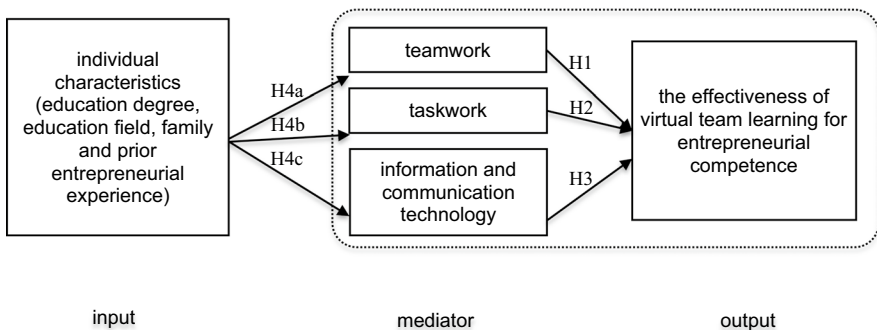 individual
characteristics
(education degree,
education field, family
and prior
entrepreneurial
experience)
H4a
H4b
H4c
teamwork
taskwork
information and
communication
technology
H1
H2
H3
the effectiveness of
virtual team learning for
entrepreneurial
competence
input
mediator
output